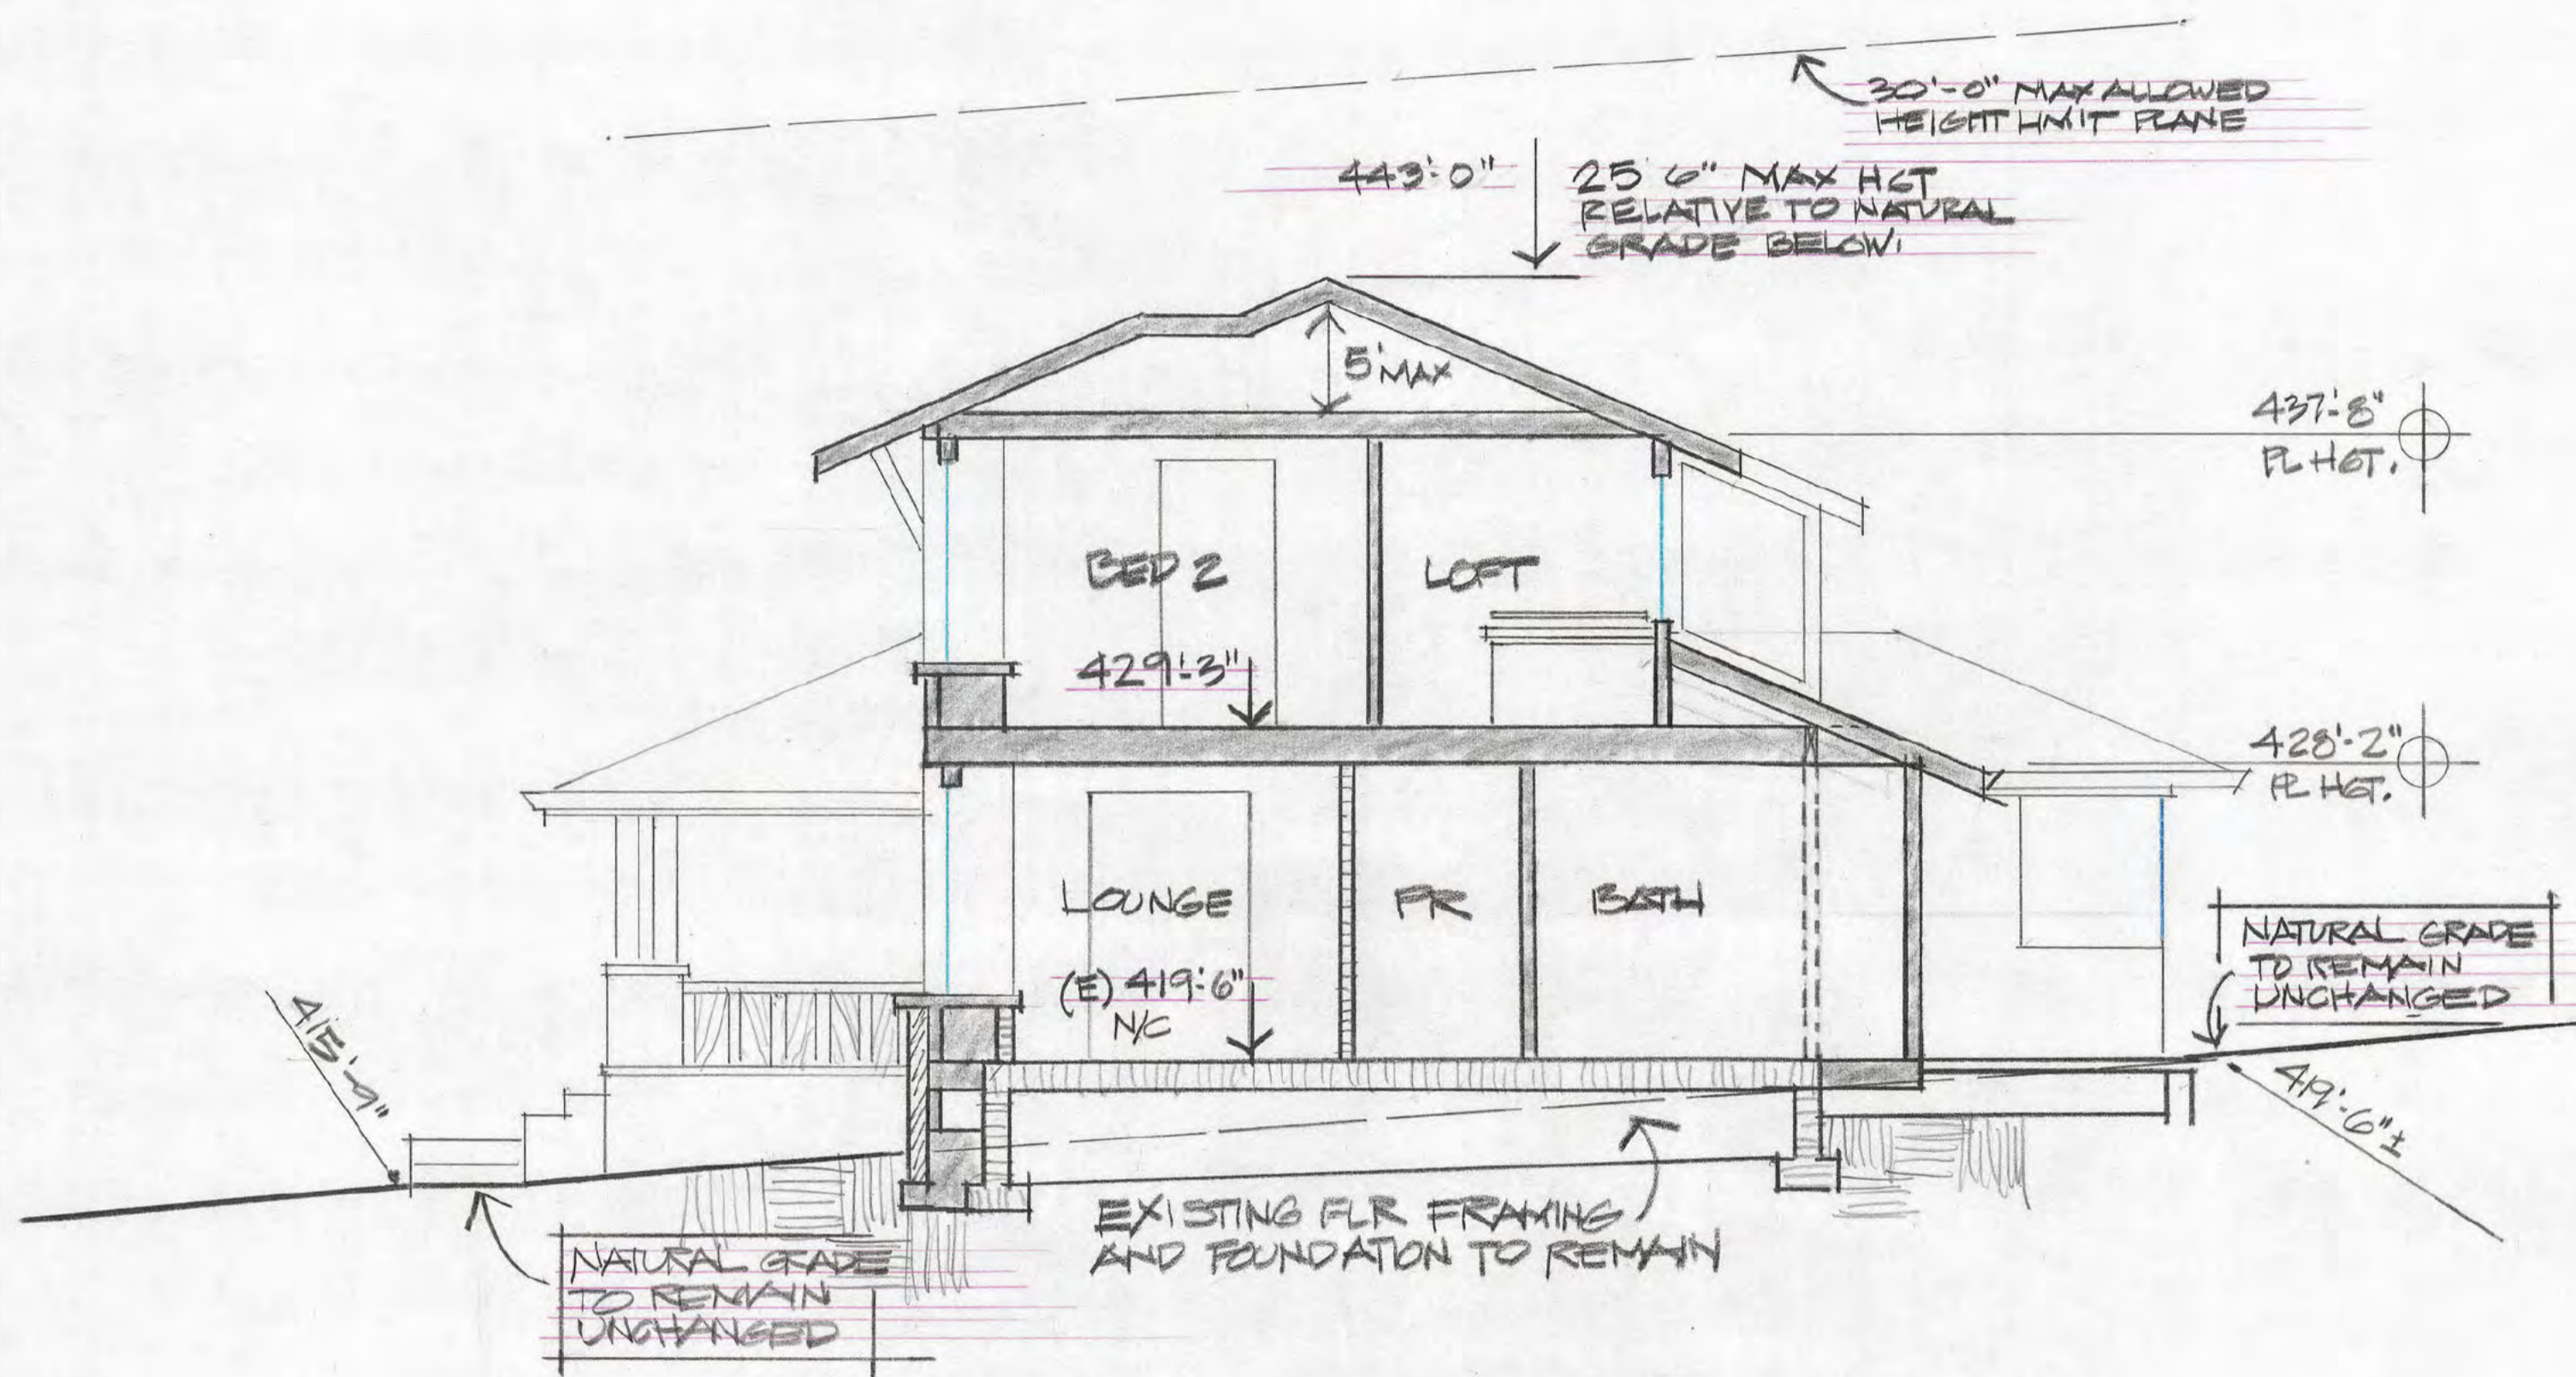 30'-0" MAX ALLOWED
HEIGHT LIMIT PLANE
443'-0"
25'6" MAX HGT
RELATIVE TO NATURAL
GRADE BELOW.
5' MAX
437'-8"
PL HGT.
BED 2
LOFT
429'-3"
428'-2"
PL HGT.
LOUNGE
PR
BATH
(E) 419'-6"
N/C
NATURAL GRADE
TO REMAIN
UNCHANGED
415'-9"
419'-6"±
EXISTING FLR FRAMING
AND FOUNDATION TO REMAIN
NATURAL GRADE
TO REMAIN
UNCHANGED